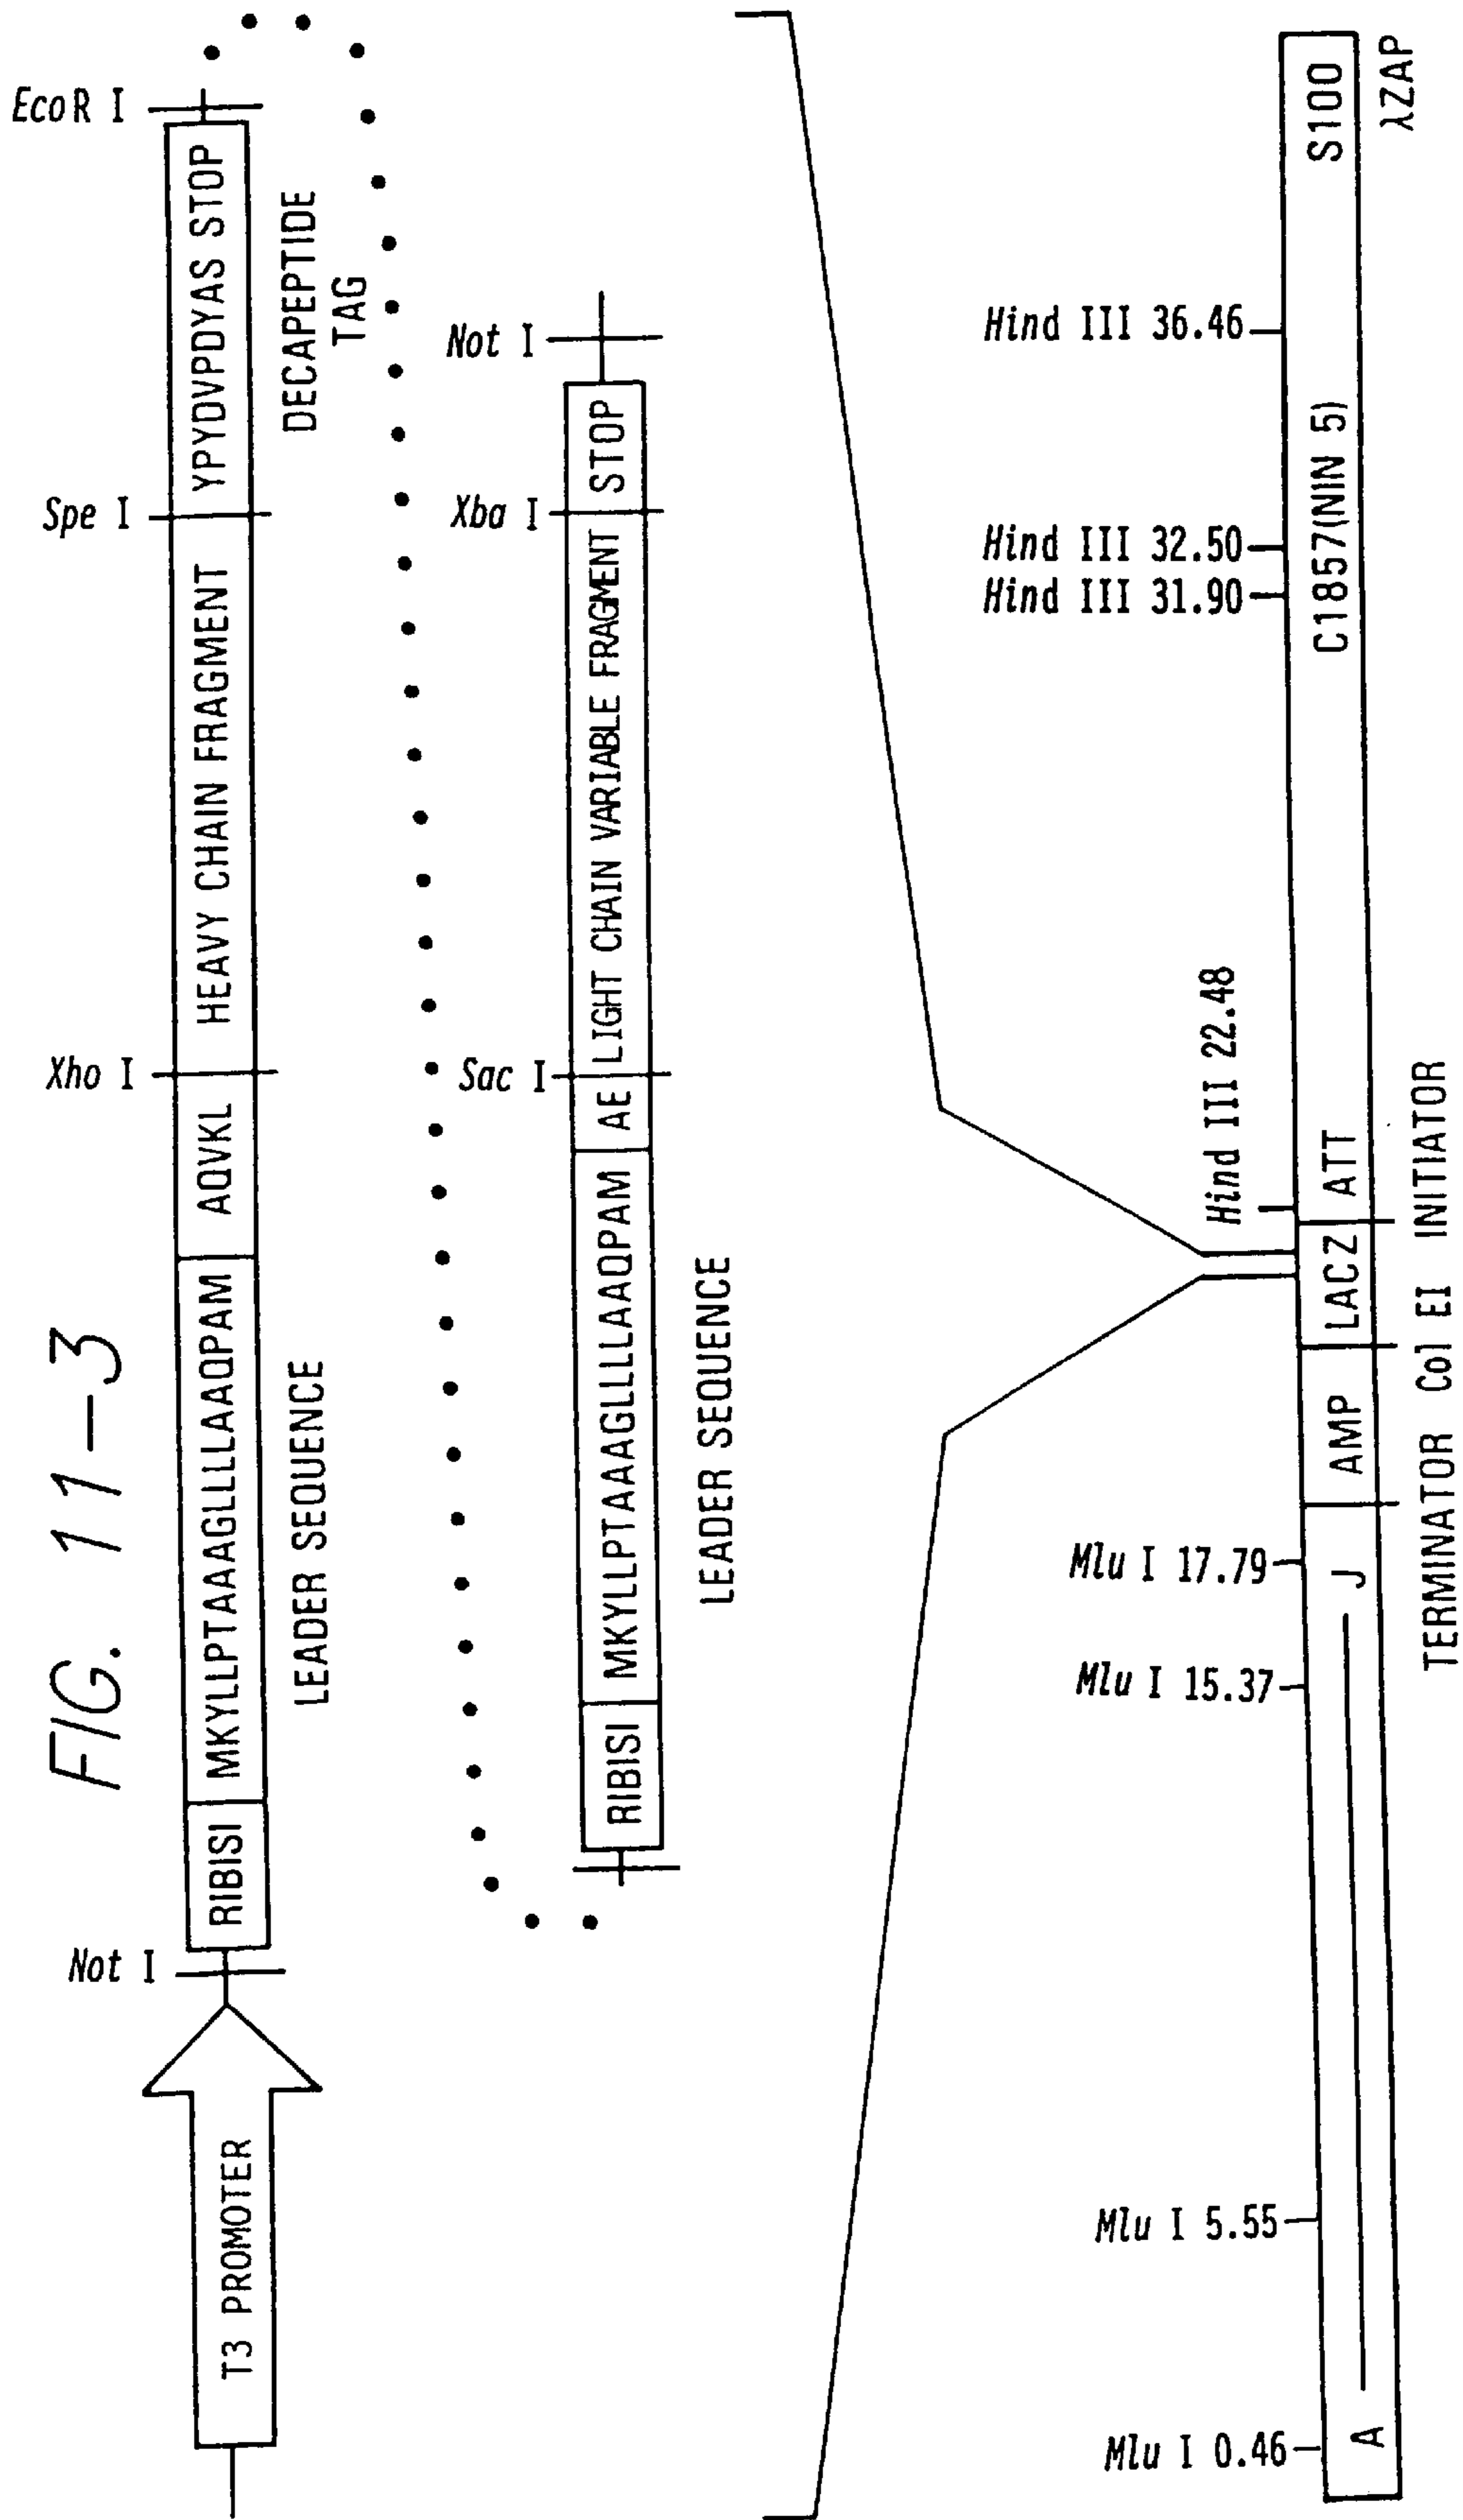 FIG. 11-3
Not I
Xho I
Spe I
EcoR I
T3 PROMOTER
RIBISI
MKYLLPTAAAGLLLLAAQPAM
AQVKL
HEAVY CHAIN FRAGMENT
YPYDVPDYAS STOP
LEADER SEQUENCE
DECAPEPTIDE
TAG
Sac I
Xba I
Not I
RIBISI
MKYLLPTAAAGLLLLAAQPAM
AE
LIGHT CHAIN VARIABLE FRAGMENT
STOP
LEADER SEQUENCE
Mlu I 0.46
Mlu I 5.55
Mlu I 15.37
Mlu I 17.79
Hind III 22.48
Hind III 31.90
Hind III 32.50
Hind III 36.46
A
J
AMP
LAC Z
ATT
C1857(NIN 5)
S100
TERMINATOR
Col EI
INITIATOR
λZAP